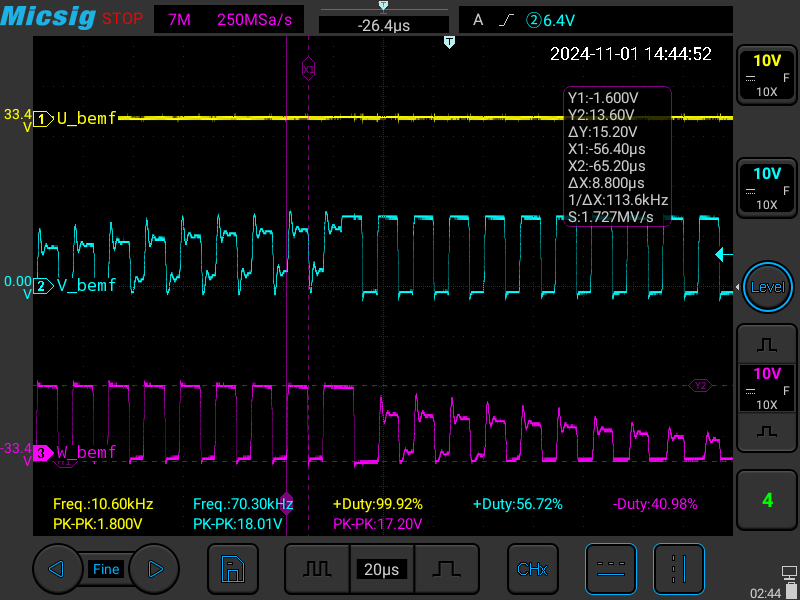 Micsig STOP 7M 250MSa/s -26.4µs A ②6.4V
T
T
2024-11-01 14:44:52
10V
F
10X
X1
Y1:-1.600V
Y2:13.60V
ΔY:15.20V
X1:-56.40µs
X2:-65.20µs
ΔX:8.800µs
1/ΔX:113.6kHz
S:1.727MV/s
33.4
V
1 U_bemf
10V
F
10X
0.00
V
2 V_bemf
Level
10V
F
10X
Y2
-33.4
V
3 W_bemf
Y1
Freq.:10.60kHz Freq.:70.30kHz +Duty:99.92% +Duty:56.72% -Duty:40.98%
PK-PK:1.800V PK-PK:18.01V PK-PK:17.20V
4
Fine 20µs CHx
02:44